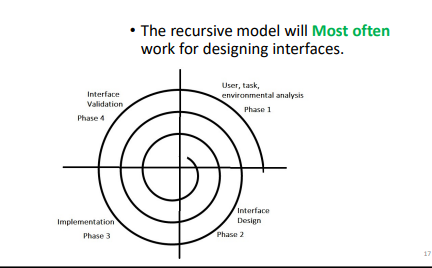 • The recursive model will Most often
work for designing interfaces.
Interface
Validation
Phase 4
User, task,
environmental analysis
Phase 1
Implementation
Phase 3
Interface
Design
Phase 2
17